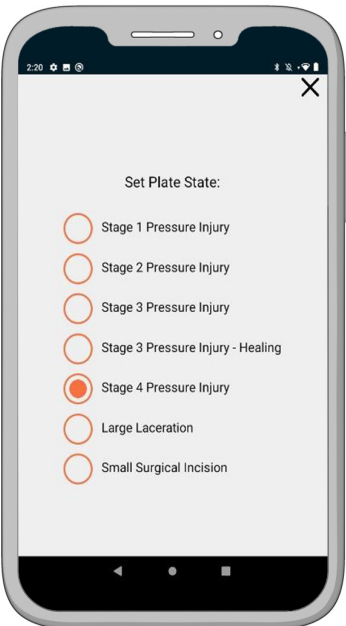 2:20
Set Plate State:
Stage 1 Pressure Injury
Stage 2 Pressure Injury
Stage 3 Pressure Injury
Stage 3 Pressure Injury - Healing
Stage 4 Pressure Injury
Large Laceration
Small Surgical Incision